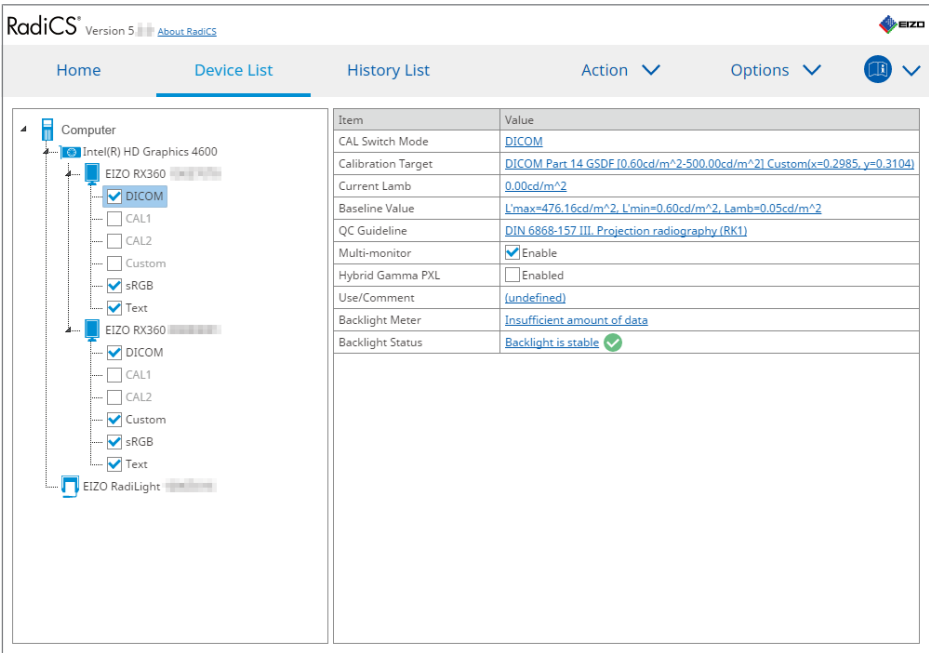 RadiCS® Version 5. About RadiCS
EIZO
Home Device List History List Action Options
Computer
Intel(R) HD Graphics 4600
EIZO RX360
DICOM
CAL1
CAL2
Custom
sRGB
Text
EIZO RX360
DICOM
CAL1
CAL2
Custom
sRGB
Text
EIZO RadiLight
Item Value
CAL Switch Mode DICOM
Calibration Target DICOM Part 14 GSDF [0.60cd/m^2-500.00cd/m^2] Custom(x=0.2985, y=0.3104)
Current Lamb 0.00cd/m^2
Baseline Value L'max=476.16cd/m^2, L'min=0.60cd/m^2, Lamb=0.05cd/m^2
QC Guideline DIN 6868-157 III. Projection radiography (RK1)
Multi-monitor Enable
Hybrid Gamma PXL Enabled
Use/Comment (undefined)
Backlight Meter Insufficient amount of data
Backlight Status Backlight is stable